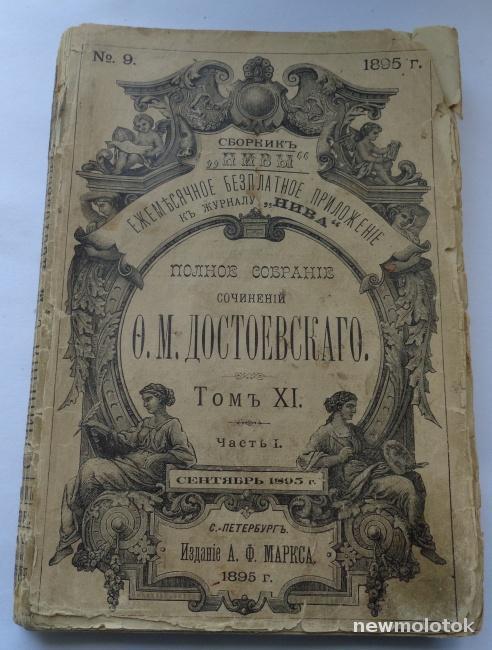 №. 9.
1895 г.
СБОРНИКЪ
„НИВЫ“
ЕЖЕМѢСЯЧНОЕ БЕЗПЛАТНОЕ ПРИЛОЖЕНІЕ
КЪ ЖУРНАЛУ „НИВА“
ПОЛНОЕ СОБРАНІЕ
СОЧИНЕНІЙ
Ѳ. М. ДОСТОЕВСКАГО.
Томъ XI.
Часть I.
СЕНТЯБРЬ 1895 г.
С.-ПЕТЕРБУРГЪ.
Изданіе А. Ф. МАРКСА.
1895 г.
newmolotok